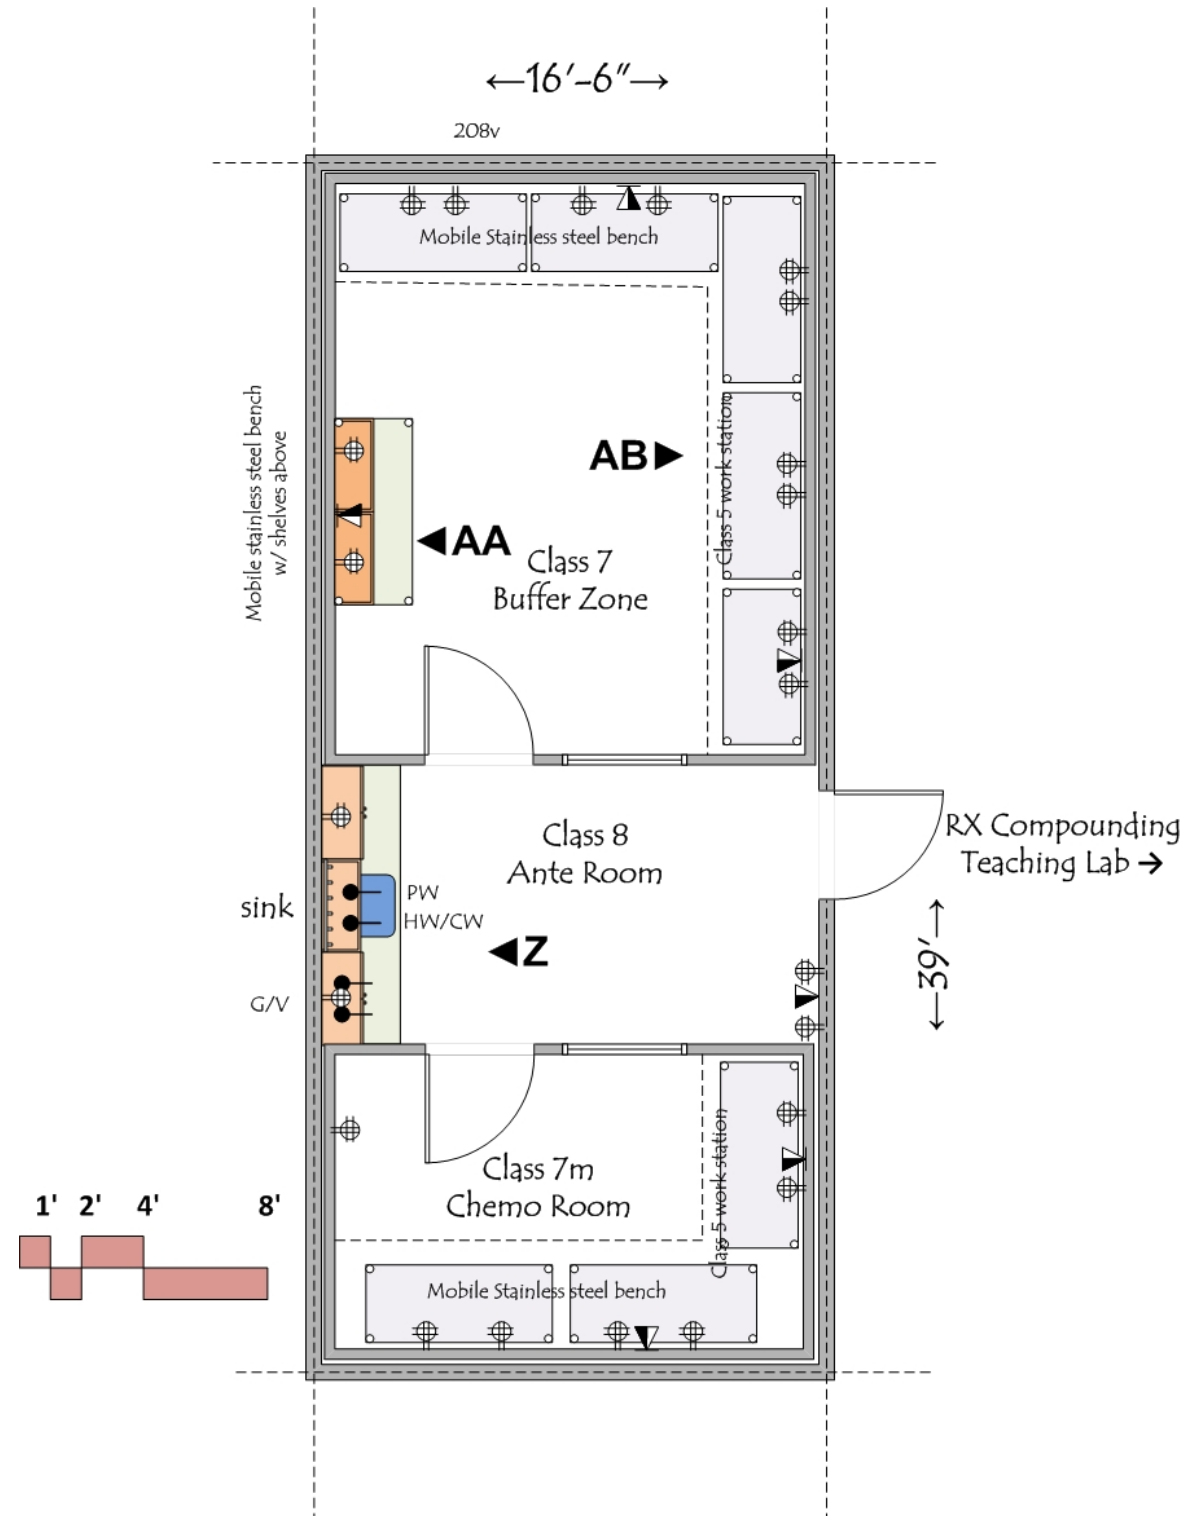 ←16'-6"→
208v
Mobile Stainless steel bench
Mobile stainless steel bench
w/ shelves above
AB
Class 5 work station
AA
Class 7
Buffer Zone
Class 8
Ante Room
RX Compounding
Teaching Lab →
sink
PW
HW/CW
Z
←39'→
G/V
Class 7m
Chemo Room
Class 5 work station
1' 2' 4' 8'
Mobile Stainless steel bench